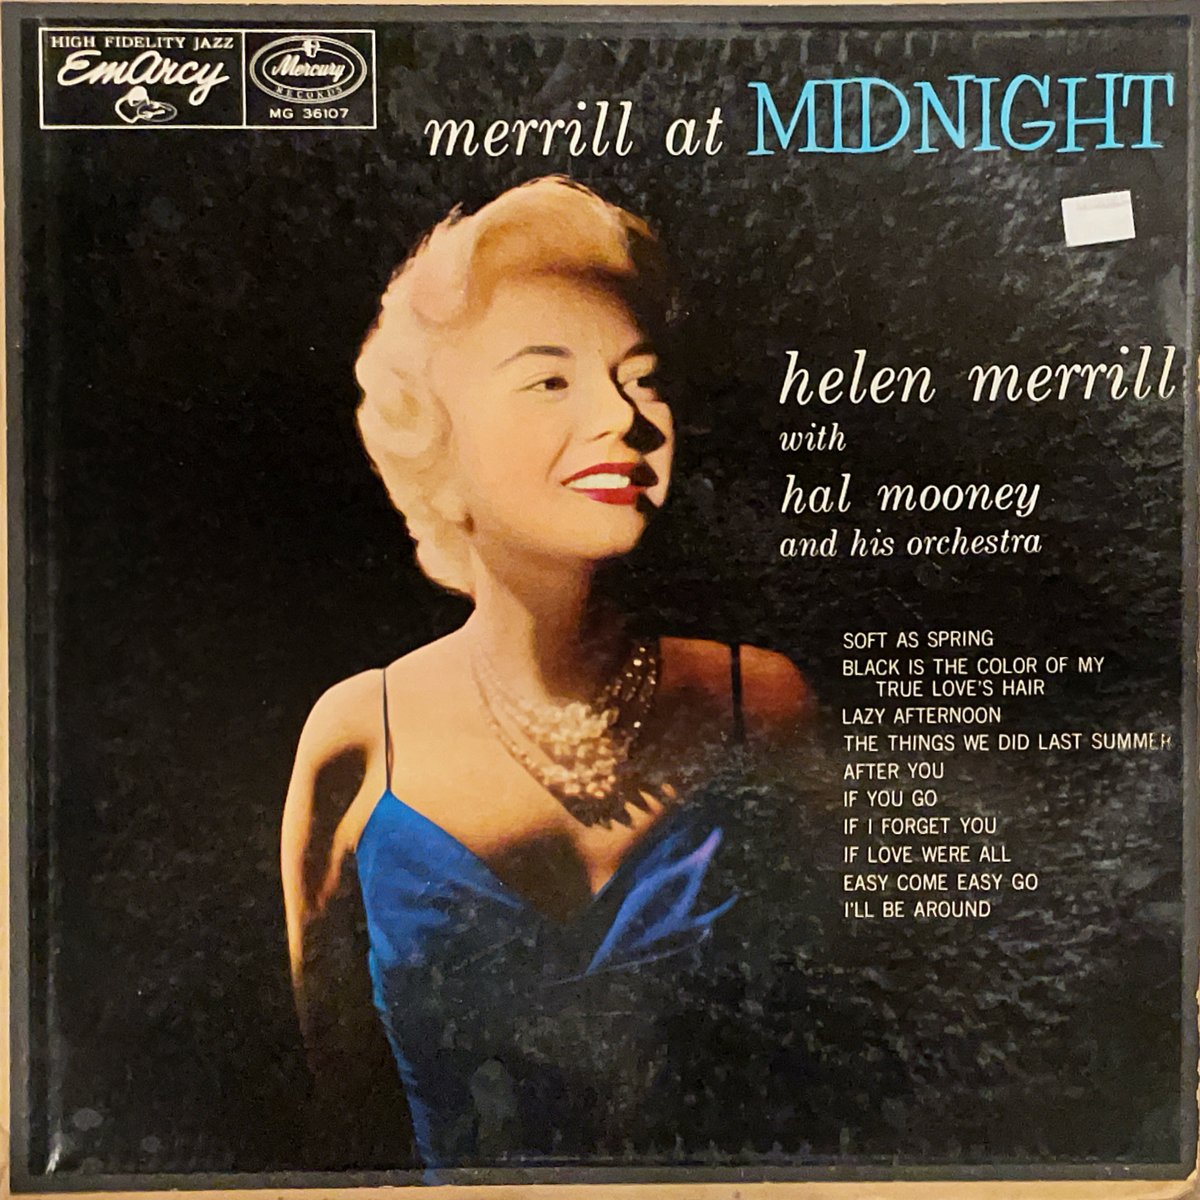 HIGH FIDELITY JAZZ
EmArcy
Mercury
RECORDS
MG 36107
merrill at MIDNIGHT
helen merrill
with
hal mooney
and his orchestra
SOFT AS SPRING
BLACK IS THE COLOR OF MY
TRUE LOVE'S HAIR
LAZY AFTERNOON
THE THINGS WE DID LAST SUMMER
AFTER YOU
IF YOU GO
IF I FORGET YOU
IF LOVE WERE ALL
EASY COME EASY GO
I'LL BE AROUND